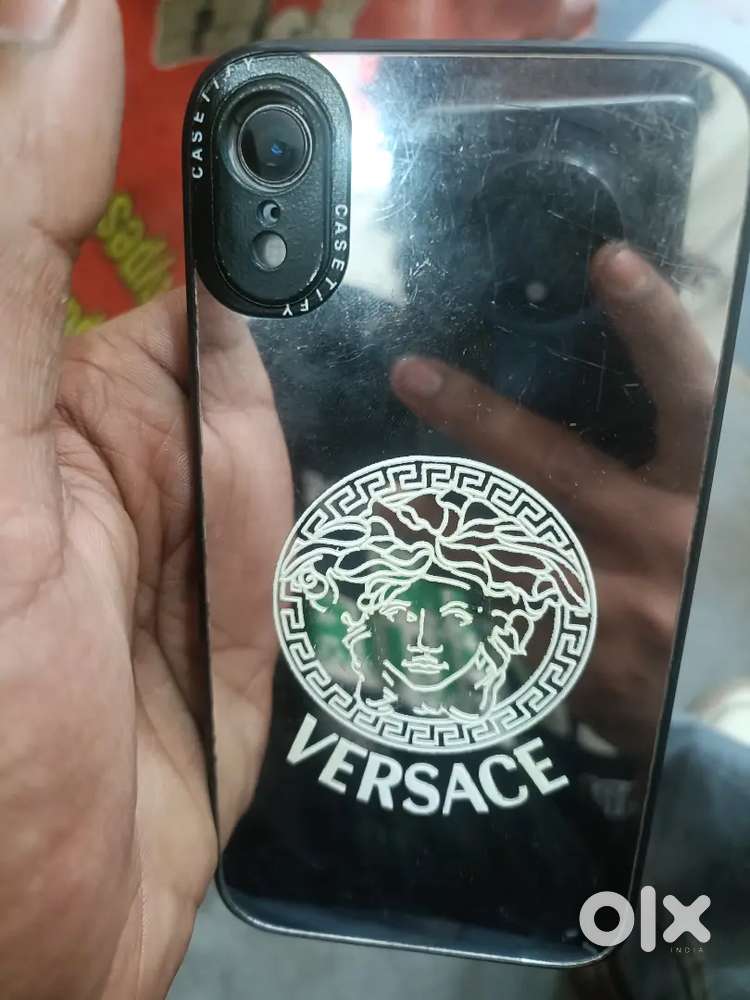 CASETIFY
CASETIFY
VERSACE
olx
INDIA